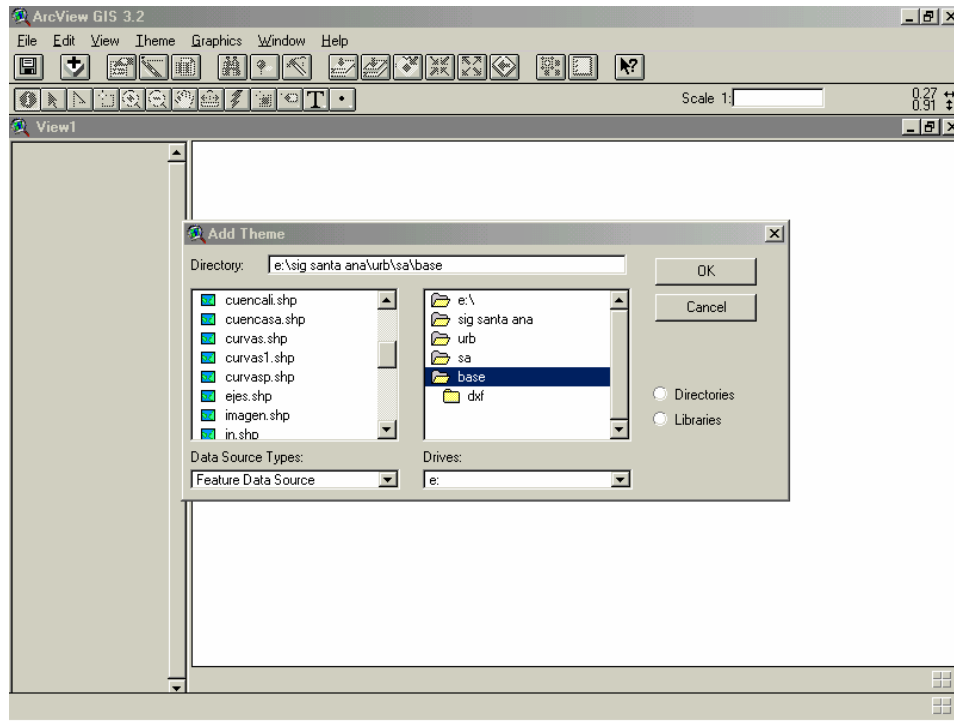 ArcView GIS 3.2
File Edit View Theme Graphics Window Help
T
Scale 1:
0.27
0.91
View1
Add Theme
Directory: e:\sig santa ana\urb\sa\base
OK
Cancel
cuencali.shp
cuencasa.shp
curvas.shp
curvas1.shp
curvasp.shp
ejes.shp
imagen.shp
in.shp
e:\
sig santa ana
urb
sa
base
dxf
Directories
Libraries
Data Source Types:
Feature Data Source
Drives:
e: